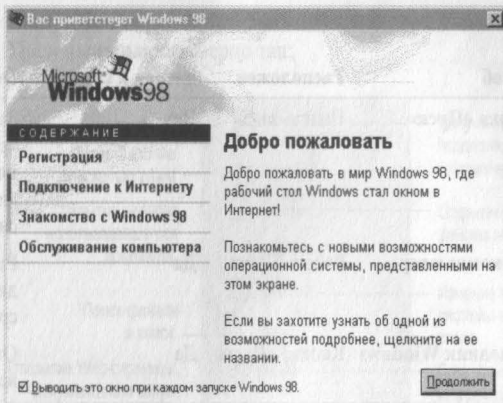 Вас приветствует Windows 98
Microsoft
Windows98
СОДЕРЖАНИЕ
Регистрация
Подключение к Интернету
Знакомство с Windows 98
Обслуживание компьютера
Добро пожаловать
Добро пожаловать в мир Windows 98, где
рабочий стол Windows стал окном в
Интернет!
Познакомьтесь с новыми возможностями
операционной системы, представленными на
этом экране.
Если вы захотите узнать об одной из
возможностей подробнее, щелкните на ее
названии.
Выводить это окно при каждом запуске Windows 98.
Продолжить